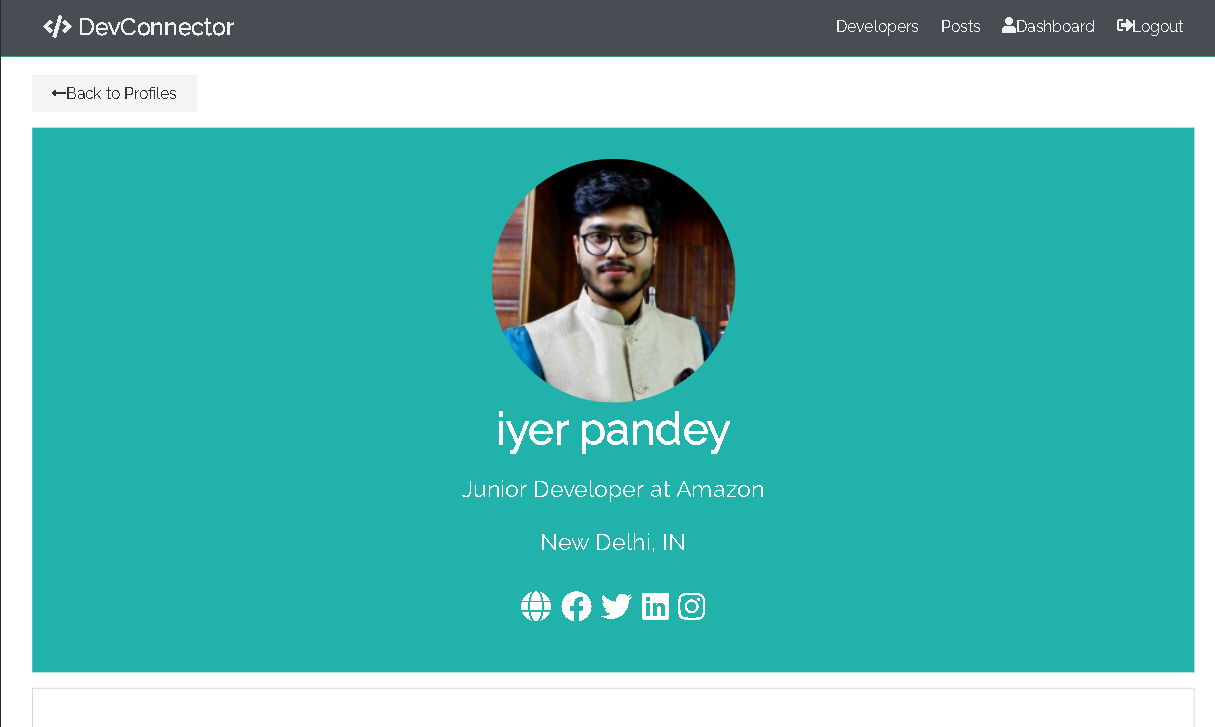 DevConnector
Developers Posts Dashboard Logout
Back to Profiles
iyer pandey
Junior Developer at Amazon
New Delhi, IN